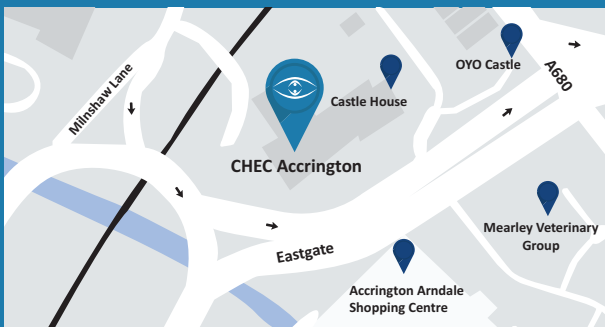 OYO Castle
A680
Castle House
Milnshaw Lane
CHEC Accrington
Mearley Veterinary
Group
Eastgate
Accrington Arndale
Shopping Centre